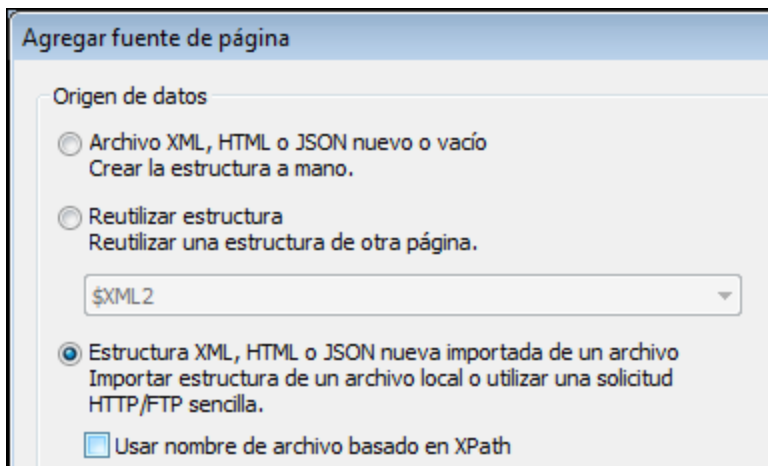 Agregar fuente de página
Origen de datos
Archivo XML, HTML o JSON nuevo o vacío
Crear la estructura a mano.
Reutilizar estructura
Reutilizar una estructura de otra página.
$XML2
Estructura XML, HTML o JSON nueva importada de un archivo
Importar estructura de un archivo local o utilizar una solicitud
HTTP/FTP sencilla.
Usar nombre de archivo basado en XPath